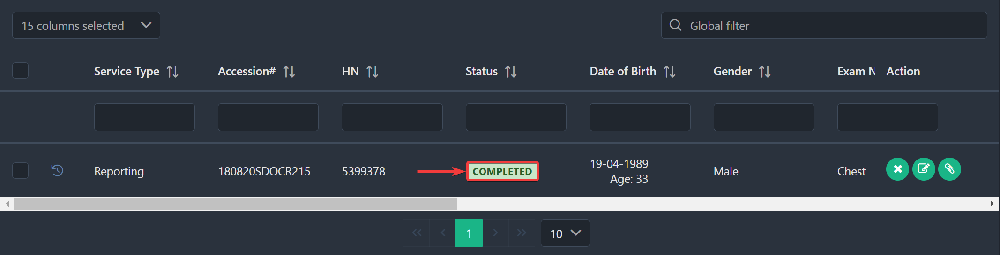 15 columns selected
Global filter
Service Type Accession# HN Status Date of Birth Gender Exam N Action
Reporting 180820SDOCR215 5399378 COMPLETED 19-04-1989 Male Chest
Age: 33
1 10